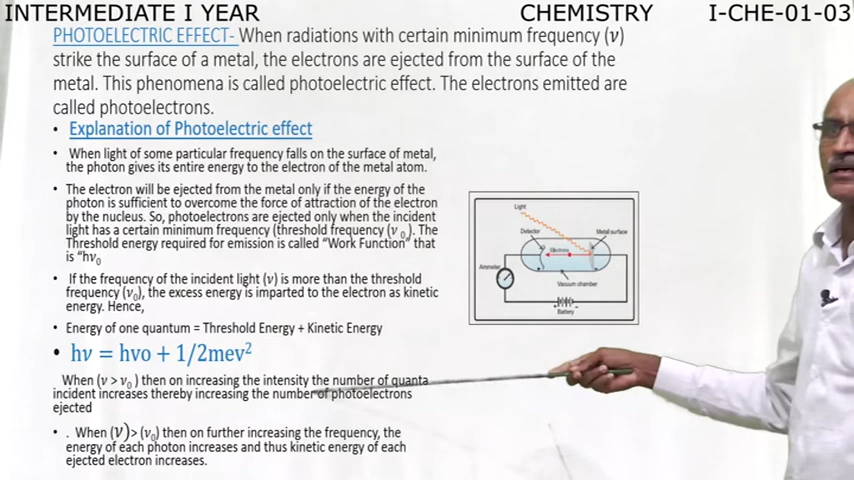 INTERMEDIATE I YEAR CHEMISTRY I-CHE-01-03
PHOTOELECTRIC EFFECT- When radiations with certain minimum frequency (ν)
strike the surface of a metal, the electrons are ejected from the surface of the
metal. This phenomena is called photoelectric effect. The electrons emitted are
called photoelectrons.
• Explanation of Photoelectric effect
• When light of some particular frequency falls on the surface of metal,
the photon gives its entire energy to the electron of the metal atom.
• The electron will be ejected from the metal only if the energy of the
photon is sufficient to overcome the force of attraction of the electron
by the nucleus. So, photoelectrons are ejected only when the incident
light has a certain minimum frequency (threshold frequency (ν₀). The
Threshold energy required for emission is called “Work Function” that
is “hν₀
• If the frequency of the incident light (ν) is more than the threshold
frequency (ν₀), the excess energy is imparted to the electron as kinetic
energy. Hence,
• Energy of one quantum = Threshold Energy + Kinetic Energy
• hν = hνo + 1/2mev²
When (ν > ν₀ ) then on increasing the intensity the number of quanta
incident increases thereby increasing the number of photoelectrons
ejected
• . When (ν)> (ν₀) then on further increasing the frequency, the
energy of each photon increases and thus kinetic energy of each
ejected electron increases.
Light
Detector
Metal surface
Electrons
Ammeter
Vacuum chamber
Battery